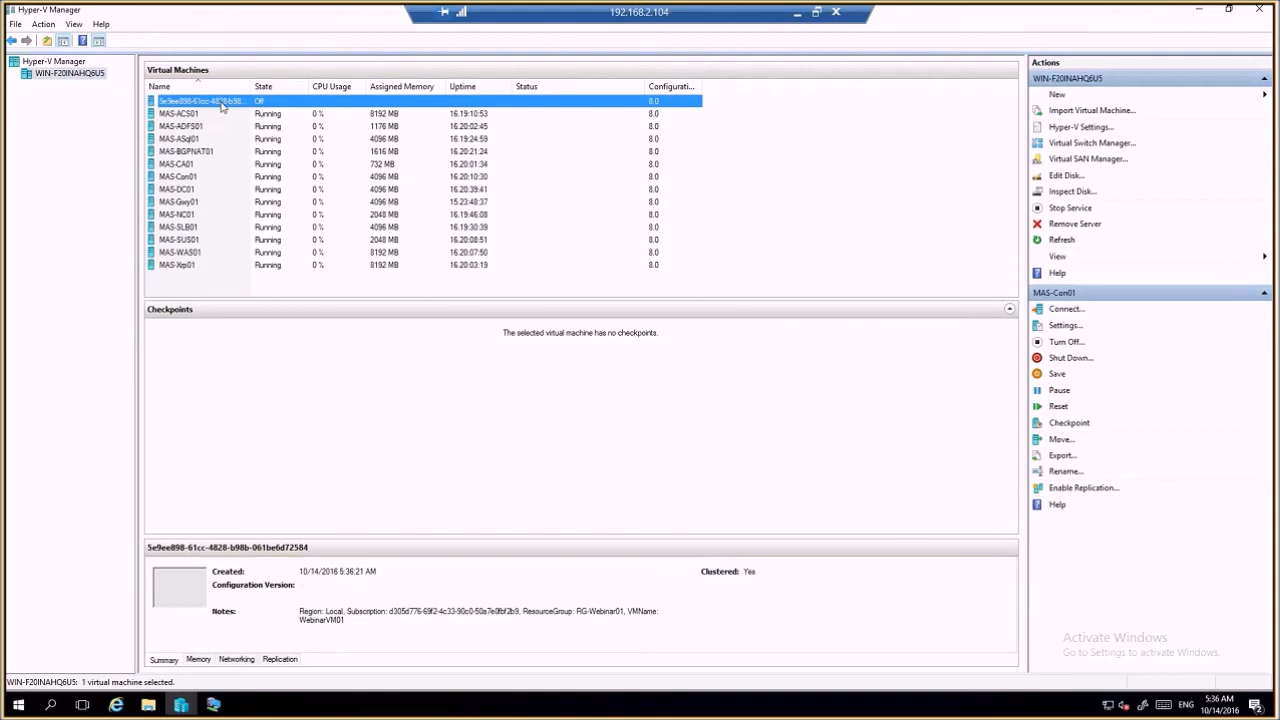 Hyper-V Manager
192.168.2.104
File Action View Help
Hyper-V Manager
WIN-F20INAHQ6U5
Virtual Machines
Name State CPU Usage Assigned Memory Uptime Status Configurati...
5e9ee898-61cc-4828-b98... Off 8.0
MAS-ACS01 Running 0 % 8192 MB 16.19:10:53 8.0
MAS-ADFS01 Running 0 % 1176 MB 16.20:02:45 8.0
MAS-ASql01 Running 0 % 4096 MB 16.19:24:59 8.0
MAS-BGPNAT01 Running 0 % 1616 MB 16.20:21:24 8.0
MAS-CA01 Running 0 % 732 MB 16.20:01:34 8.0
MAS-Con01 Running 0 % 4096 MB 16.20:10:30 8.0
MAS-DC01 Running 0 % 4096 MB 16.20:39:41 8.0
MAS-Gwy01 Running 0 % 4096 MB 15.23:48:37 8.0
MAS-NC01 Running 0 % 2048 MB 16.19:46:08 8.0
MAS-SLB01 Running 0 % 4096 MB 16.19:30:39 8.0
MAS-SUS01 Running 0 % 2048 MB 16.20:08:51 8.0
MAS-WAS01 Running 0 % 8192 MB 16.20:07:50 8.0
MAS-Xrp01 Running 0 % 8192 MB 16.20:03:19 8.0
Checkpoints
The selected virtual machine has no checkpoints.
5e9ee898-61cc-4828-b98b-061be6d72584
Created: 10/14/2016 5:36:21 AM Clustered: Yes
Configuration Version:
Notes: Region: Local, Subscription: d305d776-69f2-4c33-90c0-50a7e0fbf2b9, ResourceGroup: RG-Webinar01, VMName:
WebinarVM01
Summary Memory Networking Replication
Actions
WIN-F20INAHQ6U5
New
Import Virtual Machine...
Hyper-V Settings...
Virtual Switch Manager...
Virtual SAN Manager...
Edit Disk...
Inspect Disk...
Stop Service
Remove Server
Refresh
View
Help
MAS-Con01
Connect...
Settings...
Turn Off...
Shut Down...
Save
Pause
Reset
Checkpoint
Move...
Export...
Rename...
Enable Replication...
Help
Activate Windows
Go to Settings to activate Windows.
WIN-F20INAHQ6U5: 1 virtual machine selected.
ENG
5:36 AM
10/14/2016
2